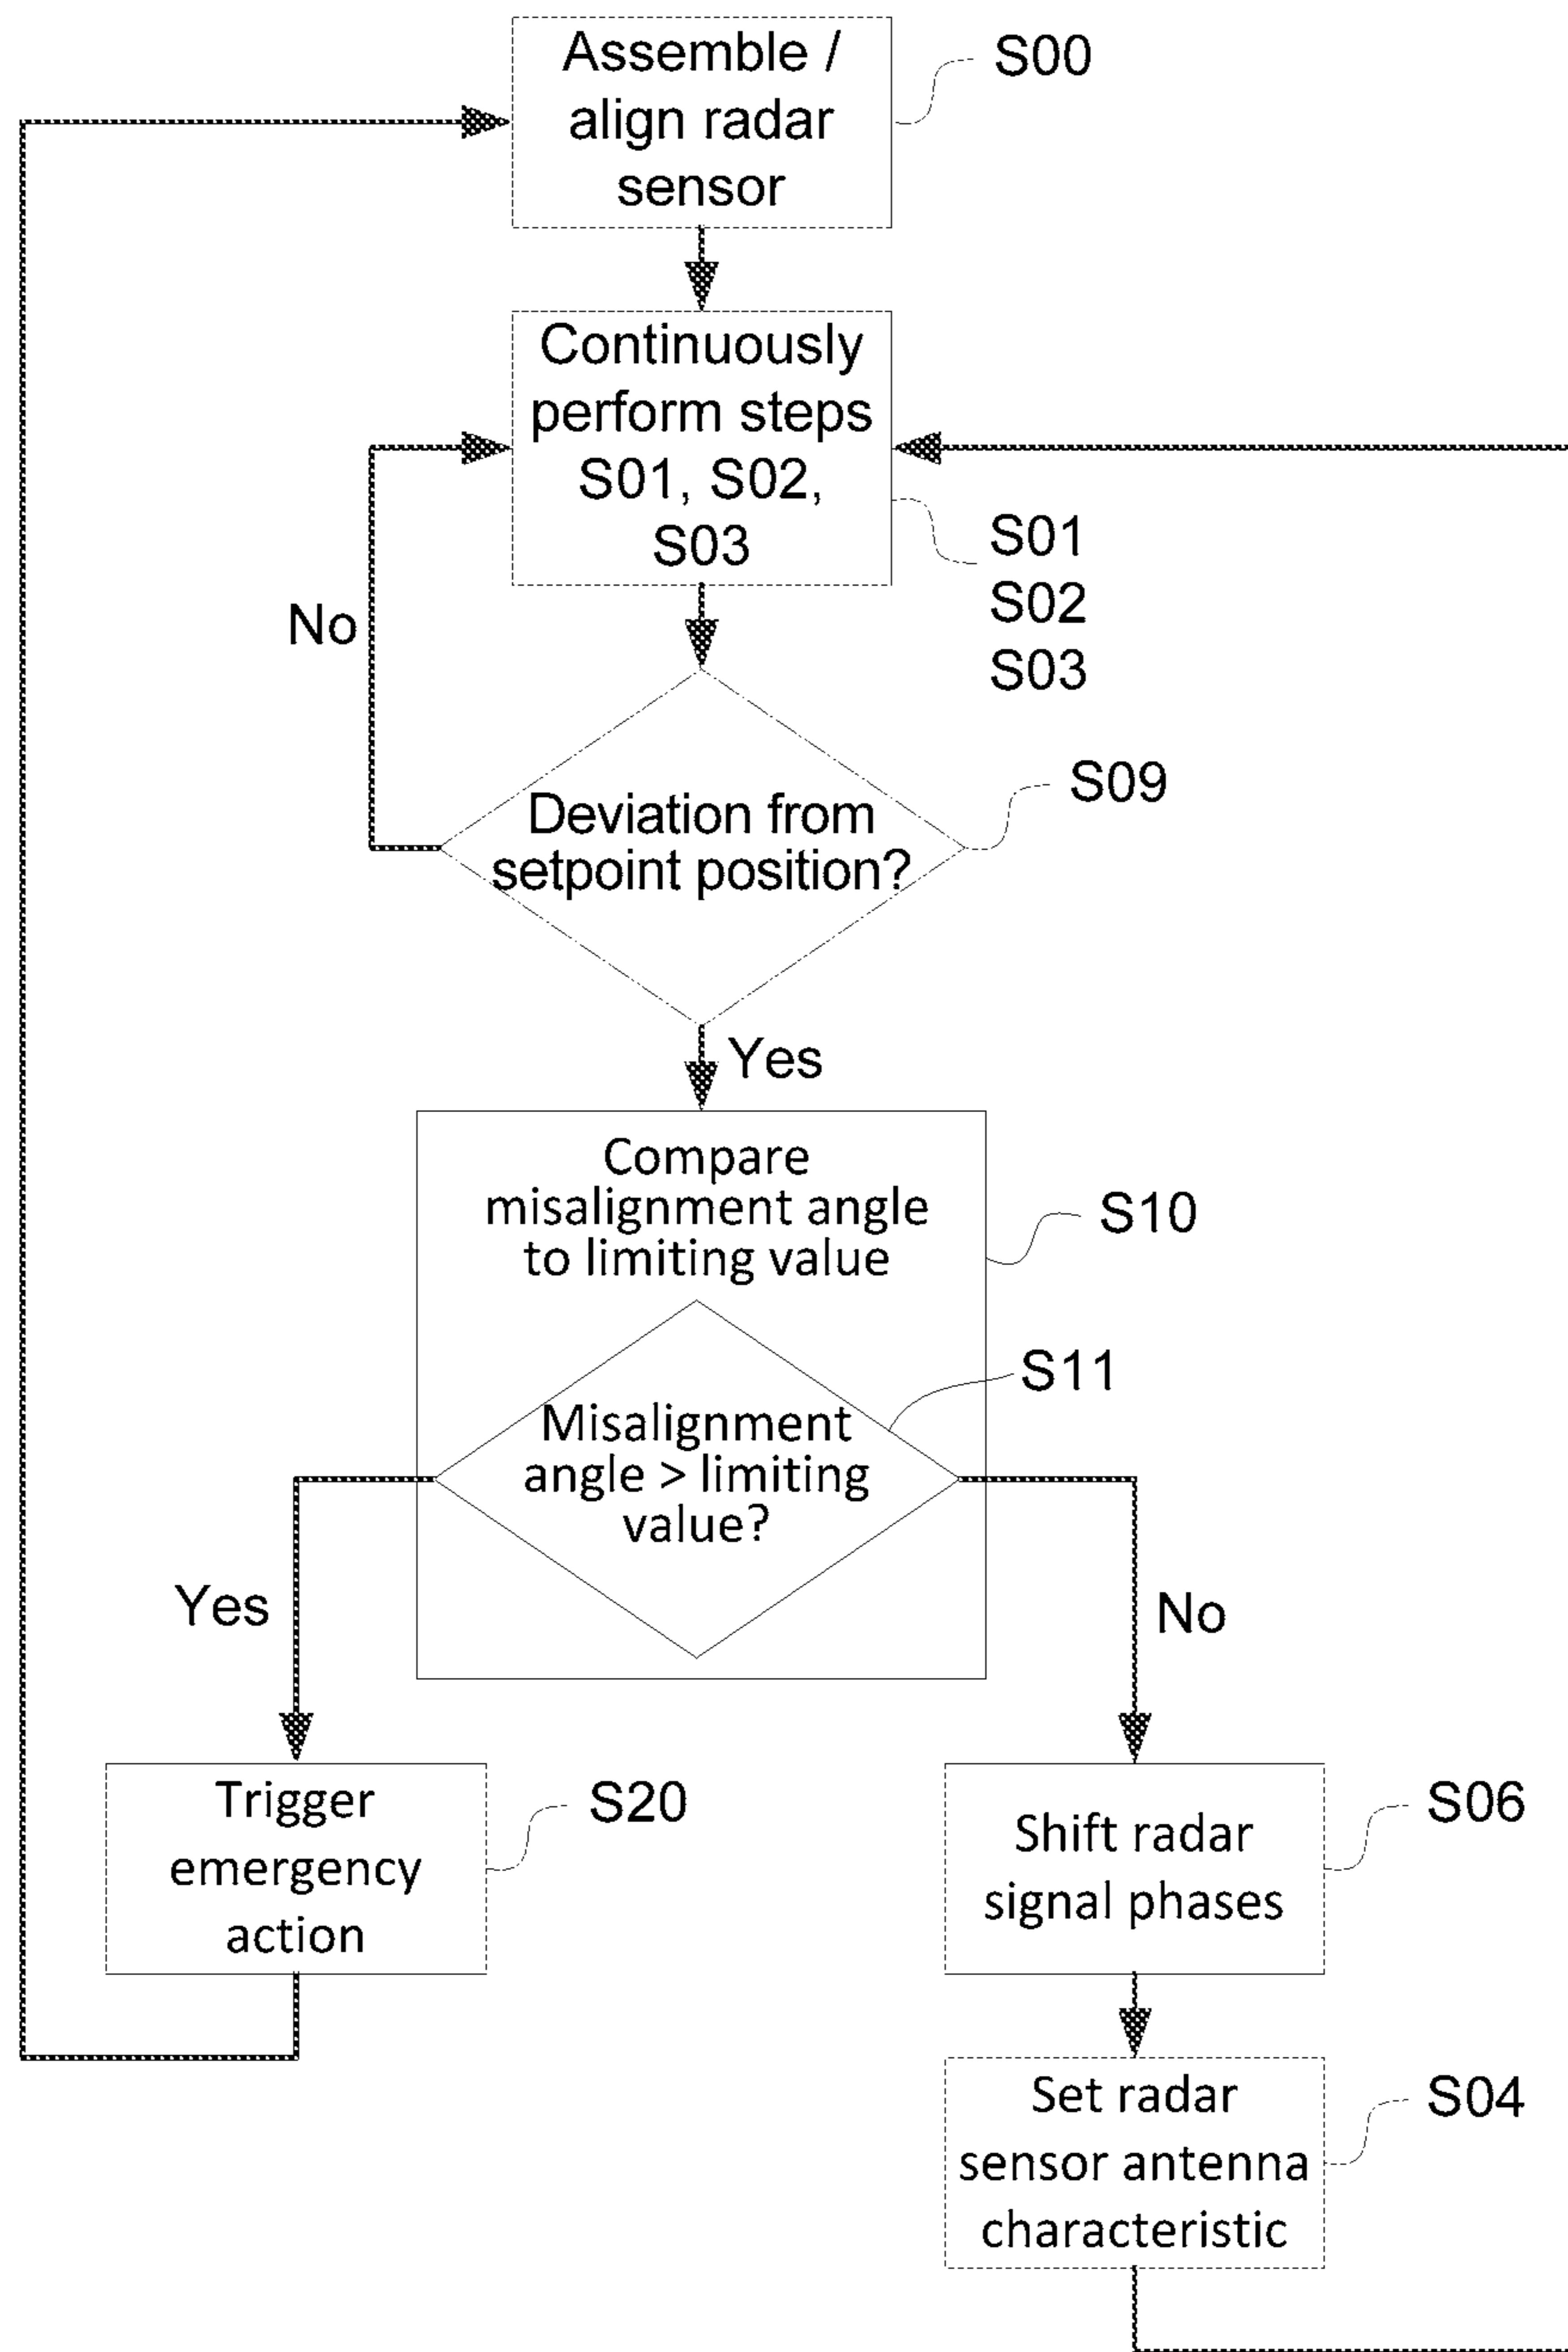 Assemble /
align radar
sensor
S00
Continuously
perform steps
S01, S02,
S03
S01
S02
S03
No
Deviation from
setpoint position?
S09
Yes
Compare
misalignment angle
to limiting value
S10
S11
Misalignment
angle > limiting
value?
Yes
No
Trigger
emergency
action
S20
Shift radar
signal phases
S06
Set radar
sensor antenna
characteristic
S04